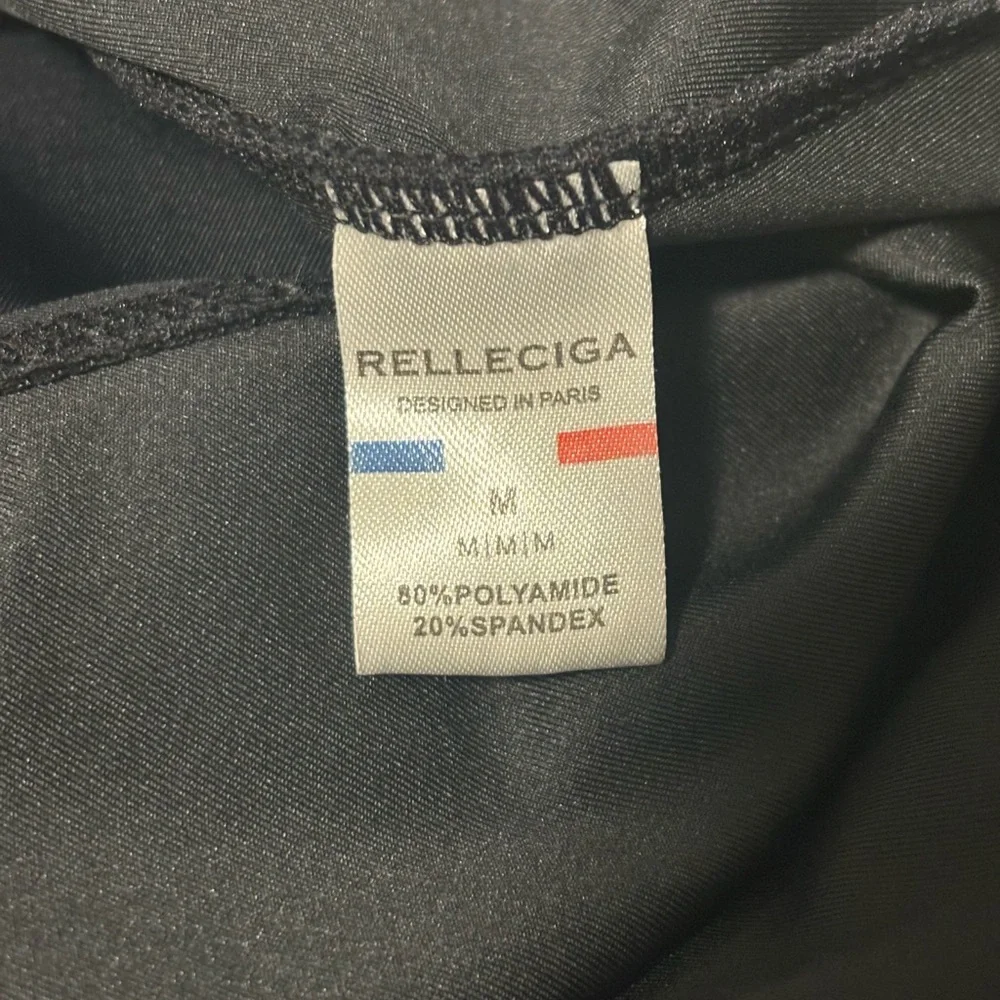 RELLECIGA
DESIGNED IN PARIS
M
M|M|M
80%POLYAMIDE
20%SPANDEX